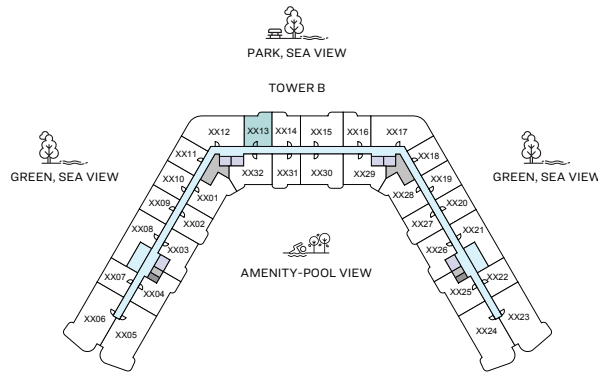 PARK, SEA VIEW
TOWER B
XX12 XX13 XX14 XX15 XX16 XX17
XX11 XX18
GREEN, SEA VIEW GREEN, SEA VIEW
XX10 XX32 XX31 XX30 XX29 XX19
XX09 XX01 XX28 XX20
XX08 XX02 XX27 XX21
XX03 XX26
AMENITY-POOL VIEW
XX07 XX04 XX25 XX22
XX06 XX05 XX24 XX23